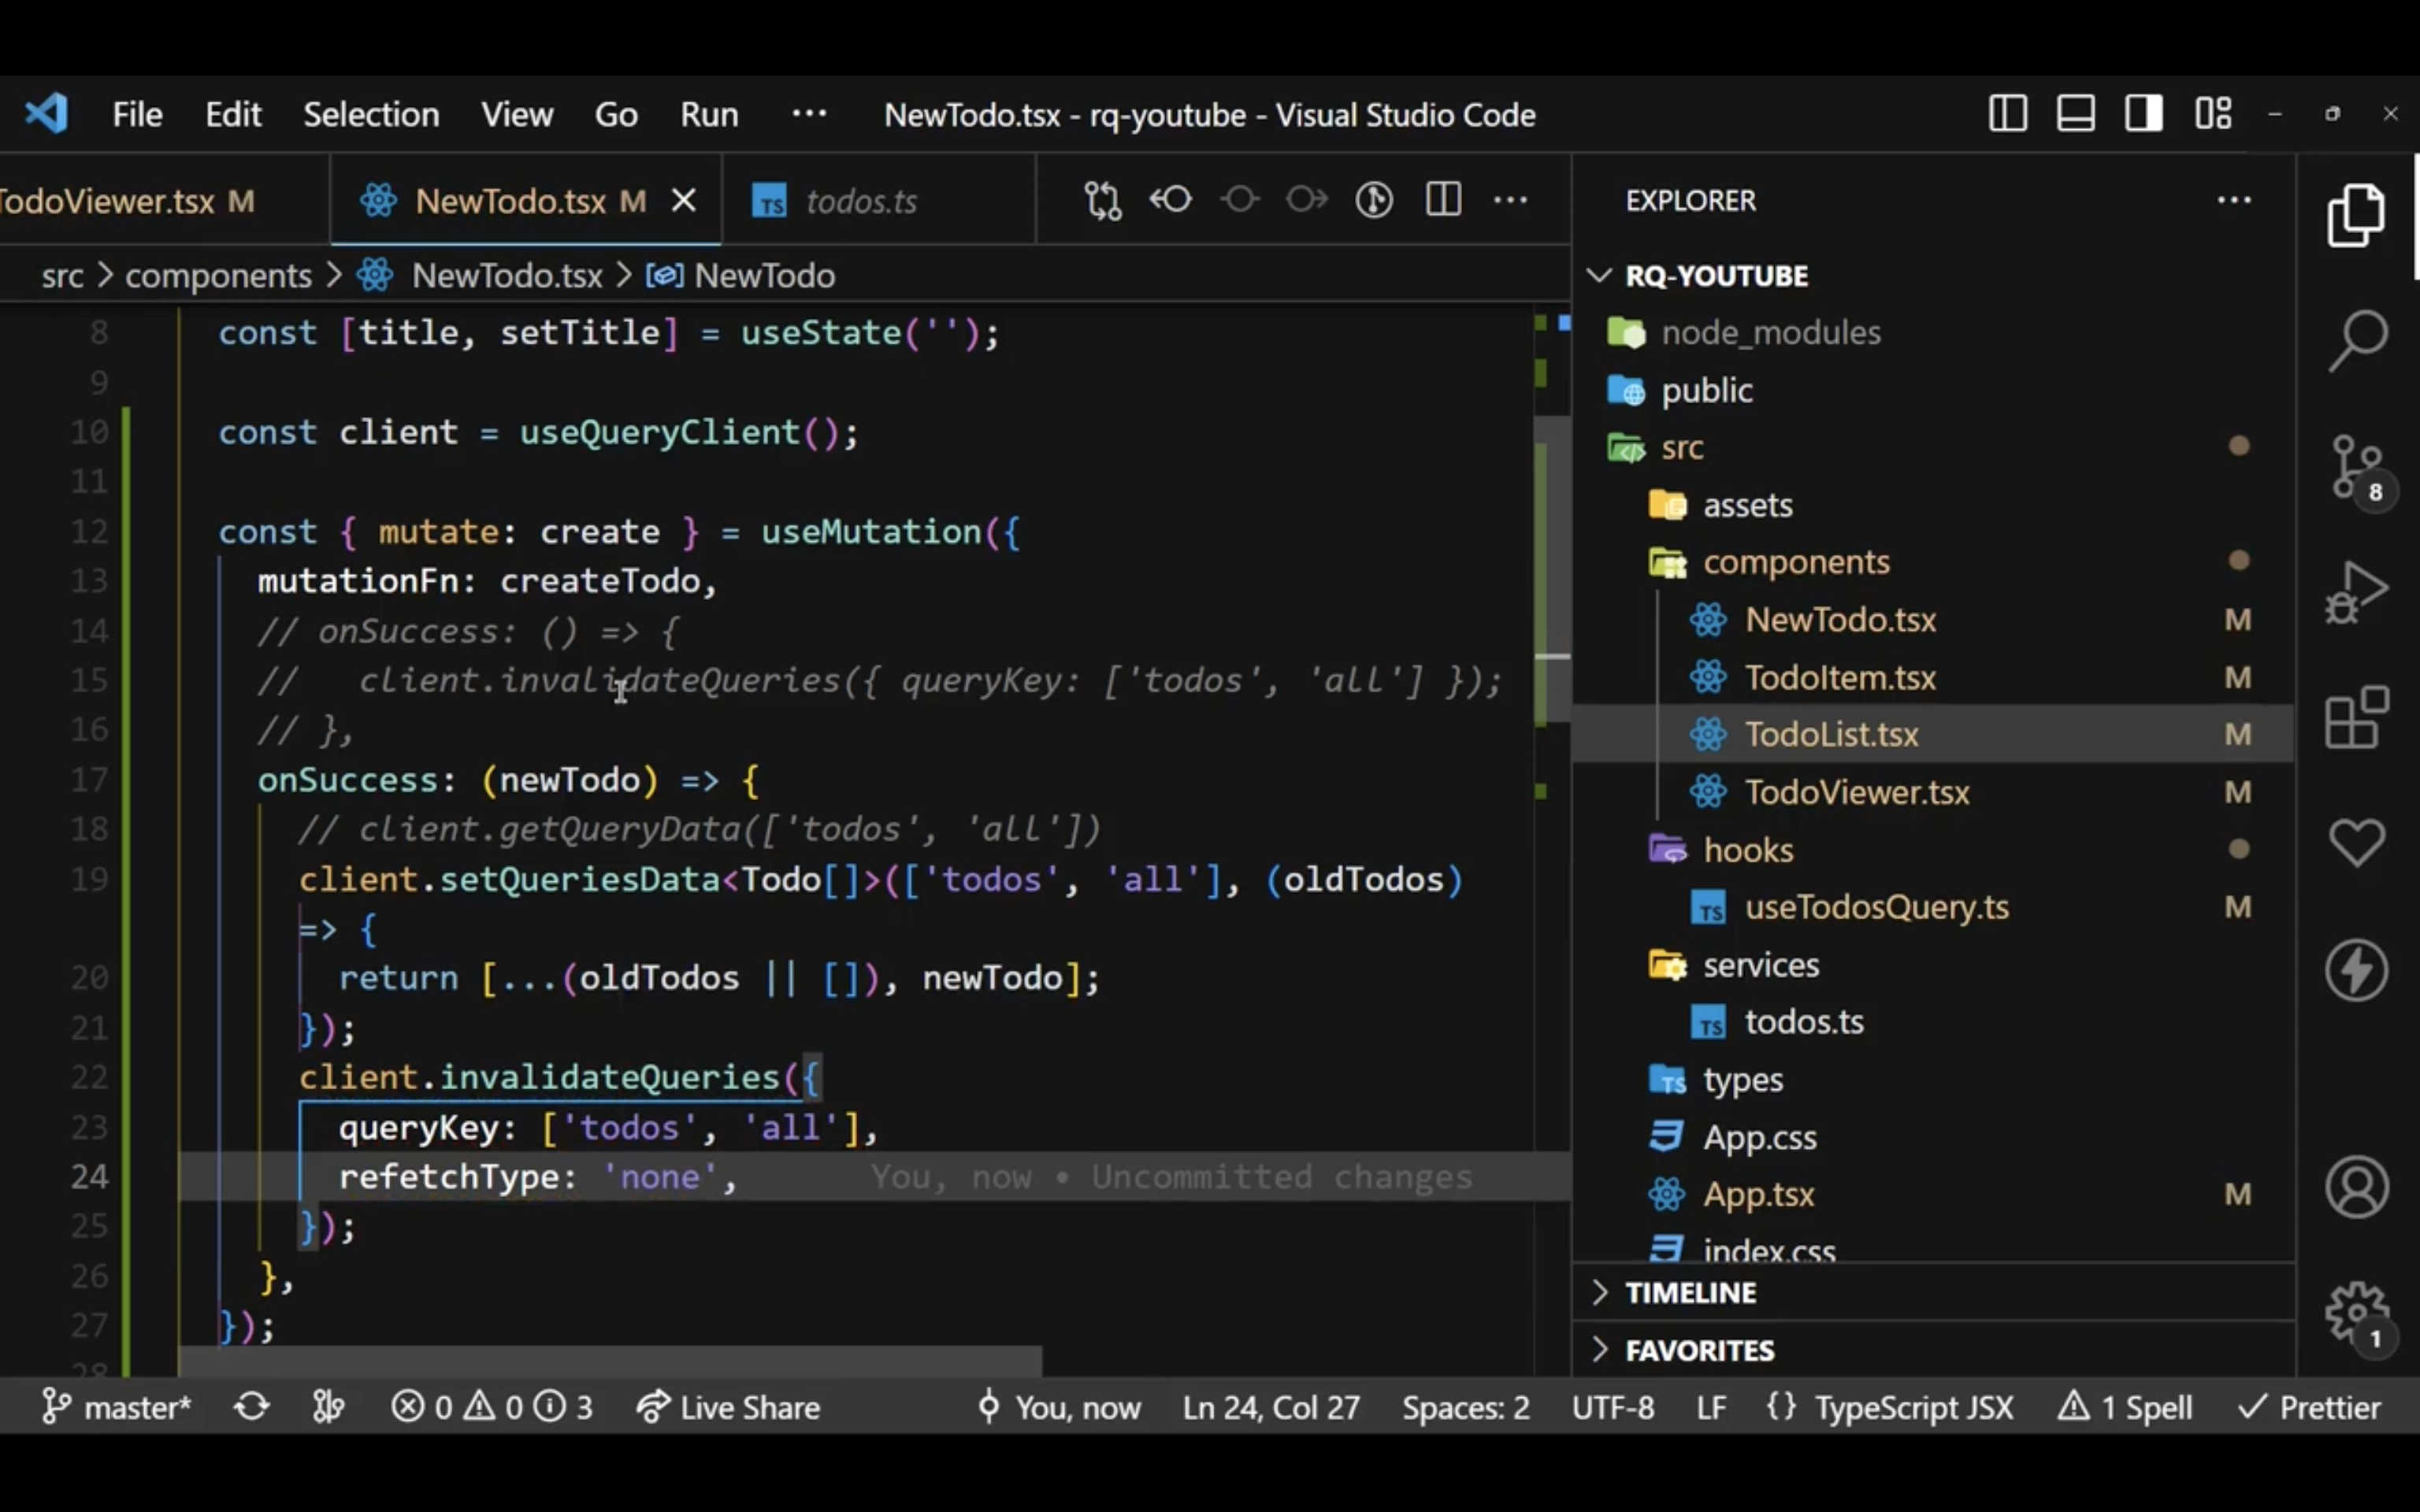 File Edit Selection View Go Run ··· NewTodo.tsx - rq-youtube - Visual Studio Code
TodoViewer.tsx M NewTodo.tsx M TS todos.ts
src > components > NewTodo.tsx > NewTodo
8 const [title, setTitle] = useState('');
9
10 const client = useQueryClient();
11
12 const { mutate: create } = useMutation({
13 mutationFn: createTodo,
14 // onSuccess: () => {
15 //   client.invalidateQueries({ queryKey: ['todos', 'all'] });
16 // },
17 onSuccess: (newTodo) => {
18 // client.getQueryData(['todos', 'all'])
19 client.setQueriesData<Todo[]>(['todos', 'all'], (oldTodos)
=> {
20 return [...(oldTodos || []), newTodo];
21 });
22 client.invalidateQueries({
23 queryKey: ['todos', 'all'],
24 refetchType: 'none', You, now • Uncommitted changes
25 });
26 },
27 });
28
EXPLORER ···
RQ-YOUTUBE
node_modules
public
src
assets
components
NewTodo.tsx M
TodoItem.tsx M
TodoList.tsx M
TodoViewer.tsx M
hooks
TS useTodosQuery.ts M
services
TS todos.ts
TS types
App.css
App.tsx M
index.css
TIMELINE
FAVORITES
8
1
master* 0 0 3 Live Share You, now Ln 24, Col 27 Spaces: 2 UTF-8 LF {} TypeScript JSX 1 Spell Prettier